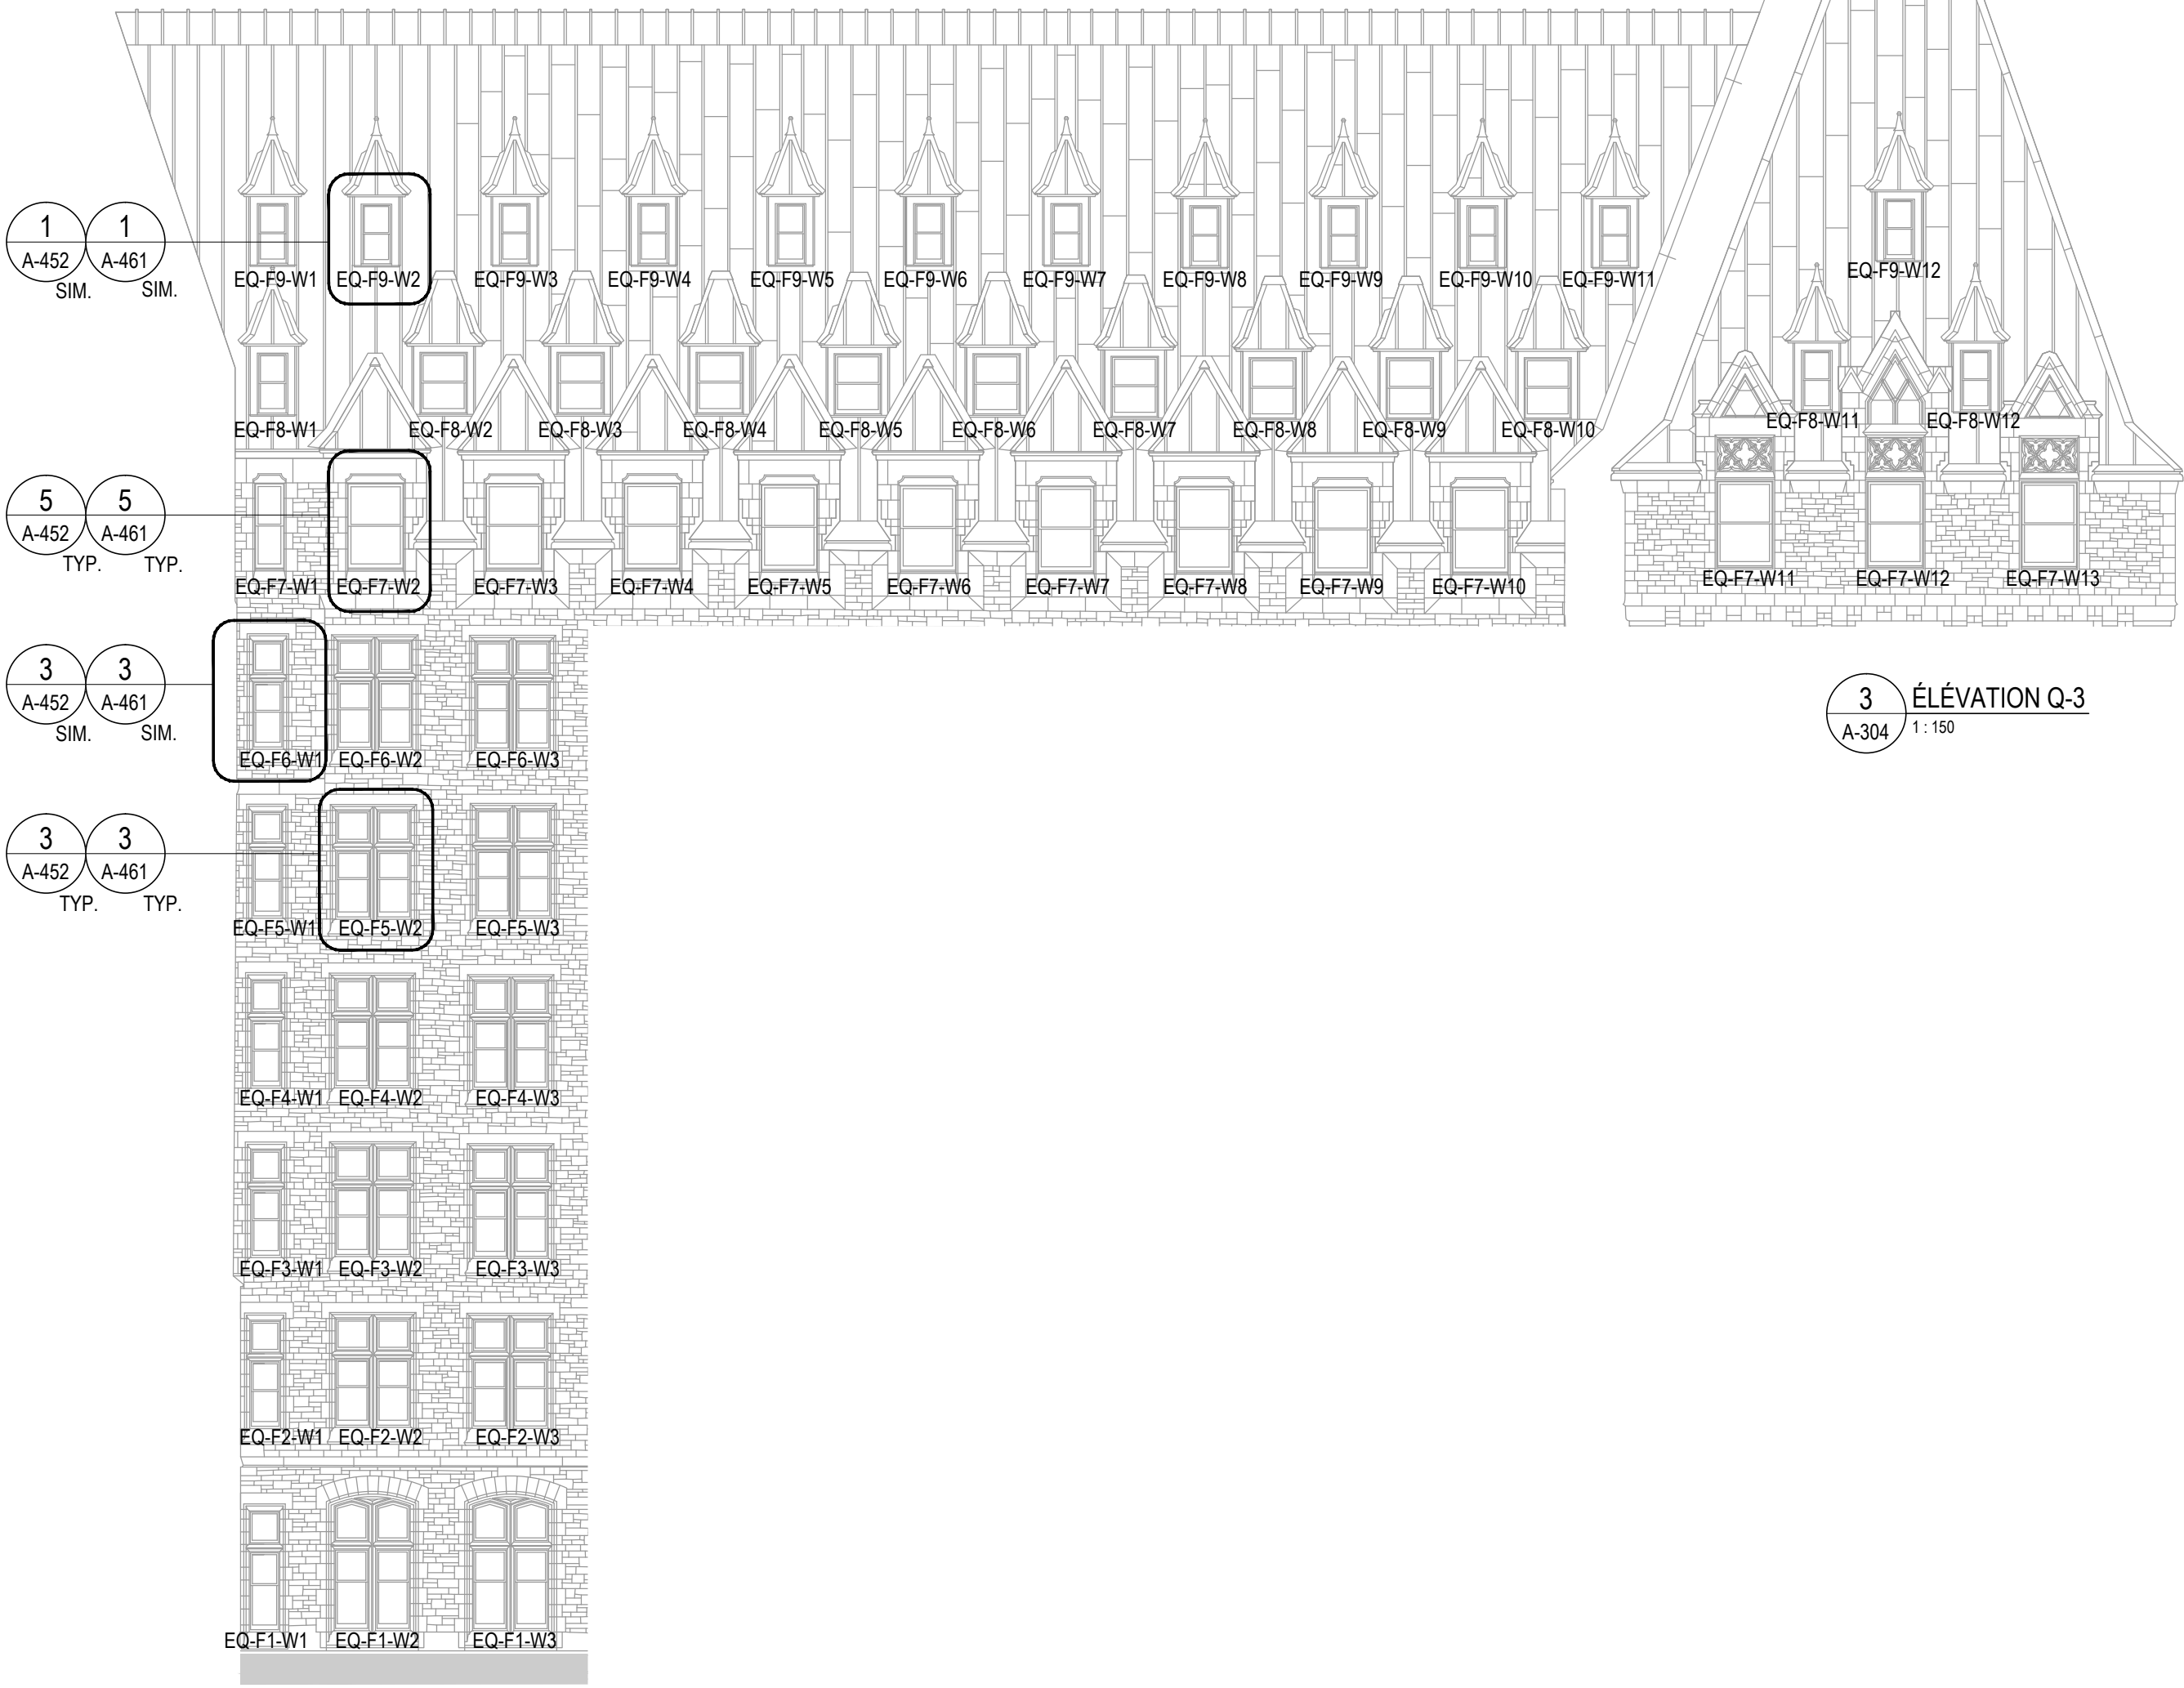 1 1
A-452 A-461
SIM. SIM.
EQ-F9-W1 EQ-F9-W2 EQ-F9-W3 EQ-F9-W4 EQ-F9-W5 EQ-F9-W6 EQ-F9-W7 EQ-F9-W8 EQ-F9-W9 EQ-F9-W10 EQ-F9-W11 EQ-F9-W12
EQ-F8-W1 EQ-F8-W2 EQ-F8-W3 EQ-F8-W4 EQ-F8-W5 EQ-F8-W6 EQ-F8-W7 EQ-F8-W8 EQ-F8-W9 EQ-F8-W10 EQ-F8-W11 EQ-F8-W12
5 5
A-452 A-461
TYP. TYP.
EQ-F7-W1 EQ-F7-W2 EQ-F7-W3 EQ-F7-W4 EQ-F7-W5 EQ-F7-W6 EQ-F7-W7 EQ-F7-W8 EQ-F7-W9 EQ-F7-W10 EQ-F7-W11 EQ-F7-W12 EQ-F7-W13
3 3
A-452 A-461
SIM. SIM.
3 ÉLÉVATION Q-3
A-304 1 : 150
EQ-F6-W1 EQ-F6-W2 EQ-F6-W3
3 3
A-452 A-461
TYP. TYP.
EQ-F5-W1 EQ-F5-W2 EQ-F5-W3
EQ-F4-W1 EQ-F4-W2 EQ-F4-W3
EQ-F3-W1 EQ-F3-W2 EQ-F3-W3
EQ-F2-W1 EQ-F2-W2 EQ-F2-W3
EQ-F1-W1 EQ-F1-W2 EQ-F1-W3